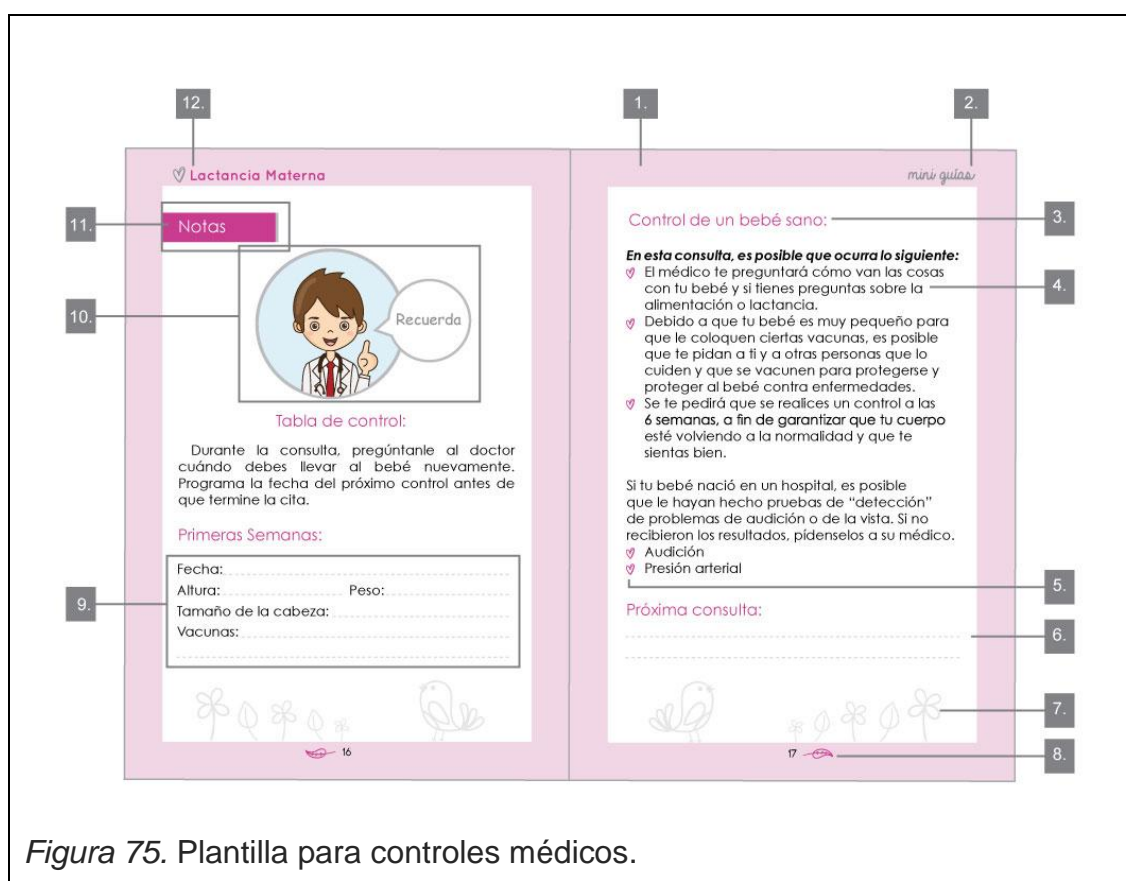 12.
1.
2.
Lactancia Materna
mini guías
11.
Notas
10.
Recuerda
Tabla de control:
Durante la consulta, pregúntanle al doctor
cuándo debes llevar al bebé nuevamente.
Programa la fecha del próximo control antes de
que termine la cita.
Primeras Semanas:
9.
Fecha:
Altura: Peso:
Tamaño de la cabeza:
Vacunas:
16
Control de un bebé sano:
3.
En esta consulta, es posible que ocurra lo siguiente:
El médico te preguntará cómo van las cosas
con tu bebé y si tienes preguntas sobre la
4.
alimentación o lactancia.
Debido a que tu bebé es muy pequeño para
que le coloquen ciertas vacunas, es posible
que te pidan a ti y a otras personas que lo
cuiden y que se vacunen para protegerse y
proteger al bebé contra enfermedades.
Se te pedirá que se realices un control a las
6 semanas, a fin de garantizar que tu cuerpo
esté volviendo a la normalidad y que te
sientas bien.
Si tu bebé nació en un hospital, es posible
que le hayan hecho pruebas de “detección”
de problemas de audición o de la vista. Si no
recibieron los resultados, pídenselos a su médico.
Audición
Presión arterial
5.
Próxima consulta:
6.
7.
17
8.
Figura 75. Plantilla para controles médicos.